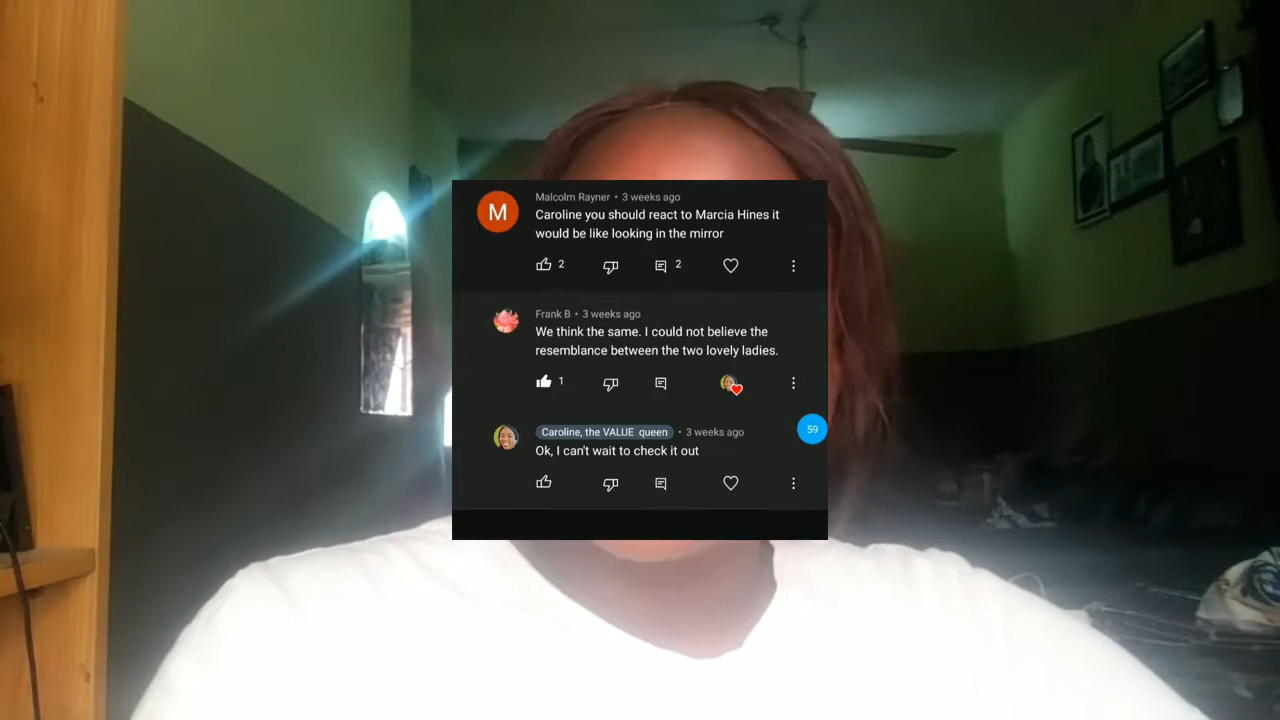 M
Malcolm Rayner • 3 weeks ago
Caroline you should react to Marcia Hines it
would be like looking in the mirror
2
2
Frank B • 3 weeks ago
We think the same. I could not believe the
resemblance between the two lovely ladies.
1
Caroline, the VALUE queen • 3 weeks ago
59
Ok, I can't wait to check it out